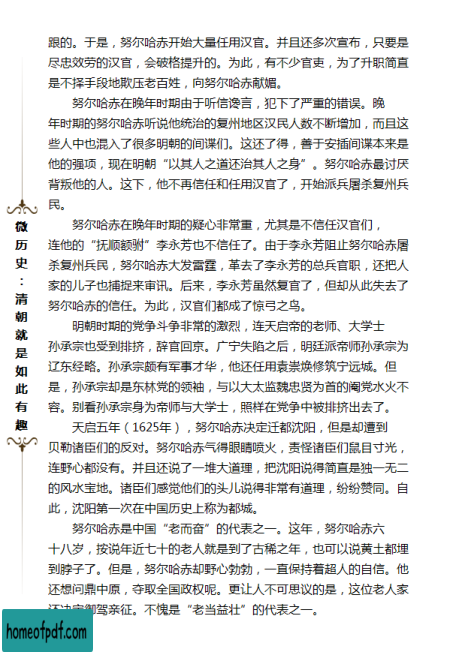 跟的。于是，努尔哈赤开始大量任用汉官。并且还多次宣布，只要是
尽忠效劳的汉官，会破格提升的。为此，有不少官吏，为了升职简直
是不择手段地欺压老百姓，向努尔哈赤献媚。
努尔哈赤在晚年时期由于听信谗言，犯下了严重的错误。晚
年时期的努尔哈赤听说他统治的复州地区汉民人数不断增加，而且这
些人中也混入了很多明朝的间谍们。这还了得，善于安插间谍本来是
他的强项，现在明朝“以其人之道还治其人之身”。努尔哈赤最讨厌
背叛他的人。这下，他不再信任和任用汉官了，开始派兵屠杀复州兵
民。
努尔哈赤在晚年时期的疑心非常重，尤其是不信任汉官们，
连他的“抚顺额驸”李永芳也不信任了。由于李永芳阻止努尔哈赤屠
杀复州兵民，努尔哈赤大发雷霆，革去了李永芳的总兵官职，还把人
家的儿子也捕捉来审讯。后来，李永芳虽然复官了，但却从此失去了
努尔哈赤的信任。为此，汉官们都成了惊弓之鸟。
明朝时期的党争斗争非常的激烈，连天启帝的老师、大学士
孙承宗也受到排挤，辞官回京。广宁失陷之后，明廷派帝师孙承宗为
辽东经略。孙承宗颇有军事才华，他还任用袁崇焕修筑宁远城。但
是，孙承宗却是东林党的领袖，与以大太监魏忠贤为首的阉党水火不
容。别看孙承宗身为帝师与大学士，照样在党争中被排挤出去了。
天启五年（1625年），努尔哈赤决定迁都沈阳，但是却遭到
贝勒诸臣们的反对。努尔哈赤气得眼睛喷火，责怪诸臣们鼠目寸光，
连野心都没有。并且还说了一堆大道理，把沈阳说得简直是独一无二
的风水宝地。诸臣们感觉他们的头儿说得非常有道理，纷纷赞同。自
此，沈阳第一次在中国历史上称为都城。
努尔哈赤是中国“老而奋”的代表之一。这年，努尔哈赤六
十八岁，按说年近七十的老人就是到了古稀之年，也可以说黄土都埋
到脖子了。但是，努尔哈赤却野心勃勃，一直保持着超人的自信。他
还想问鼎中原，夺取全国政权呢。更让人不可思议的是，这位老人家
还决定御驾亲征。不愧是“老当益壮”的代表之一。
微历史：清朝就是如此有趣
homeofpdf.com